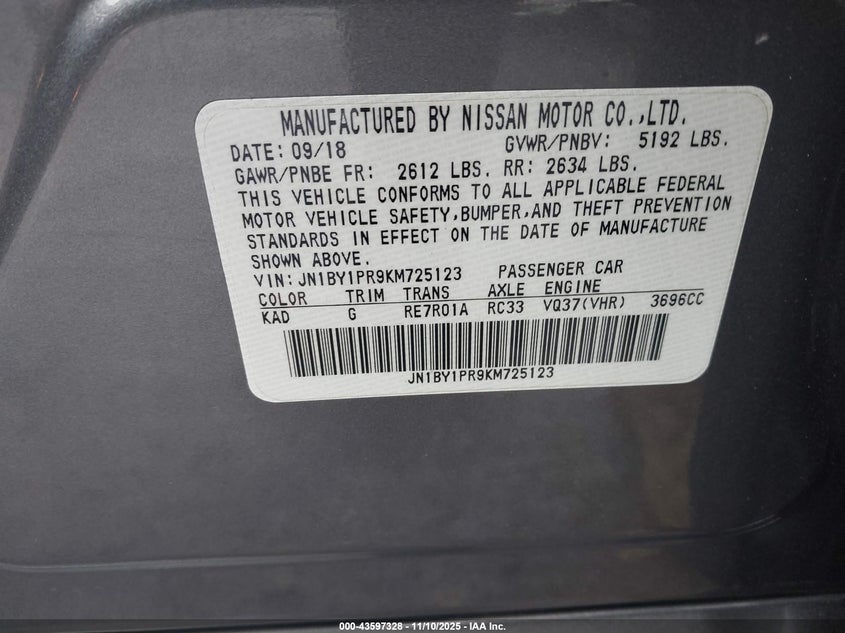 MANUFACTURED BY NISSAN MOTOR CO.,LTD.
DATE: 09/18 GVWR/PNBV: 5192 LBS.
GAWR/PNBE FR: 2612 LBS. RR: 2634 LBS.
THIS VEHICLE CONFORMS TO ALL APPLICABLE FEDERAL
MOTOR VEHICLE SAFETY,BUMPER,AND THEFT PREVENTION
STANDARDS IN EFFECT ON THE DATE OF MANUFACTURE
SHOWN ABOVE.
VIN:JN1BY1PR9KM725123 PASSENGER CAR
COLOR TRIM TRANS AXLE ENGINE
KAD G RE7R01A RC33 VQ37(VHR) 3696CC
JN1BY1PR9KM725123
000-43597328 - 11/10/2025 - IAA Inc.